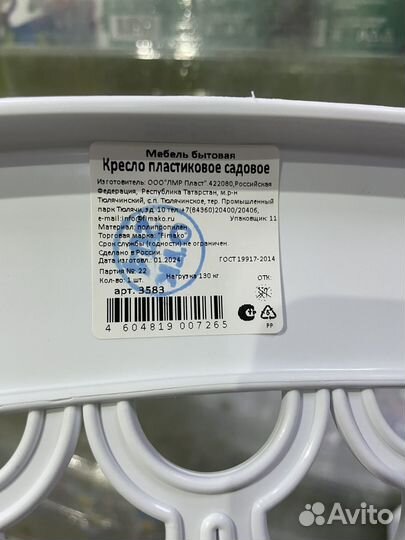 Мебель бытовая
Кресло пластиковое садовое
Изготовитель: ООО"ЛМР Пласт".422080,Российская
Федерация, Республика Татарстан, м.р-н
Тюлячинский, с.п. Тюлячинское, тер. Промышленный
парк Тюлячи,зд. 10 тел+7(84360)20400/20406,
e-mail:info@fimako.ru Упаковщик: 11
Материал: полипропилен
Торговая марка: "Fimako"
Срок службы (годности) не ограничен.
Сделано в России.
Дата изготовл.: 01.2024 ГОСТ 19917-2014
Партия №: 22 Нагрузка 130 кг ОТК:
Кол-во: 1 шт.
арт. 3583
4 604819 007265
5
PP
Avito